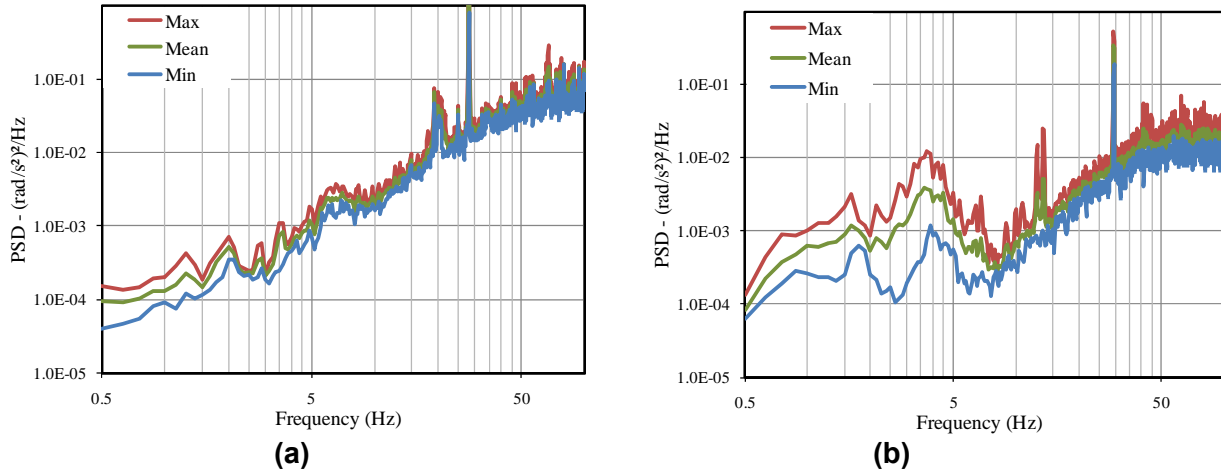 Max
Mean
Min
1.0E-01
1.0E-02
1.0E-03
1.0E-04
1.0E-05
PSD - (rad/s²)²/Hz
0.5
5
50
Frequency (Hz)
(a)
Max
Mean
Min
1.0E-01
1.0E-02
1.0E-03
1.0E-04
1.0E-05
PSD - (rad/s²)²/Hz
0.5
5
50
Frequency (Hz)
(b)